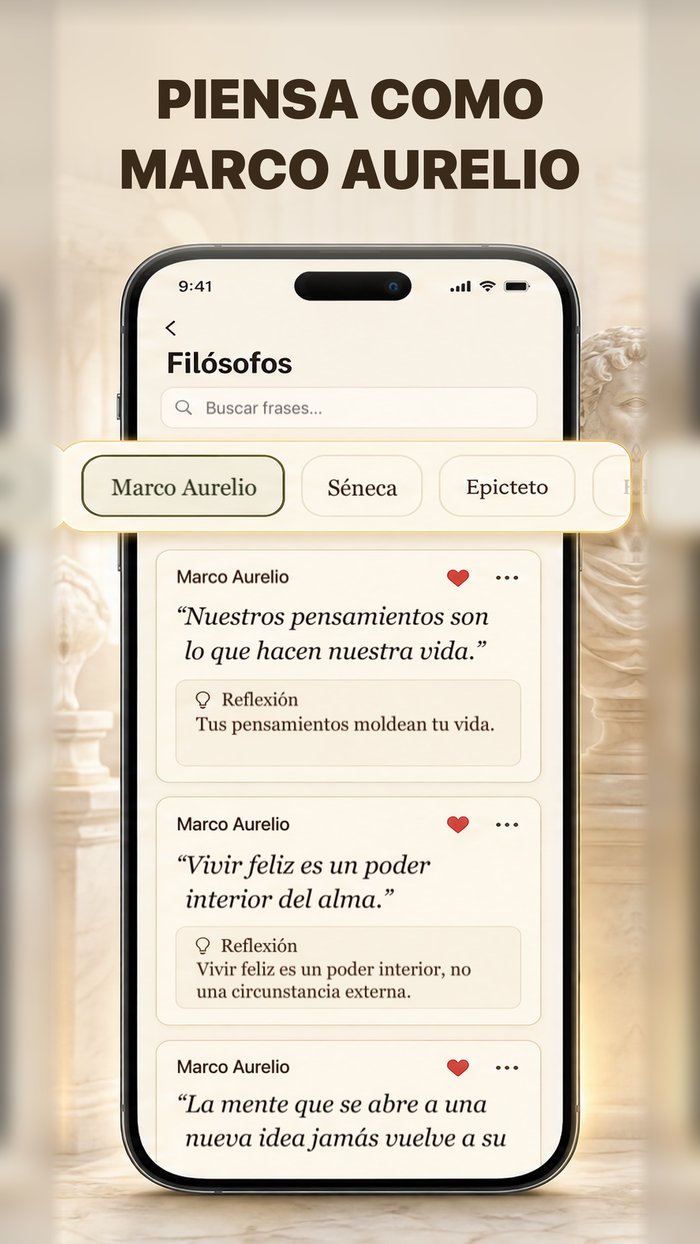 PIENSA COMO
MARCO AURELIO
9:41
Filósofos
Buscar frases...
Marco Aurelio
Séneca
Epicteto
Marco Aurelio
“Nuestros pensamientos son
lo que hacen nuestra vida.”
Reflexión
Tus pensamientos moldean tu vida.
Marco Aurelio
“Vivir feliz es un poder
interior del alma.”
Reflexión
Vivir feliz es un poder interior, no
una circunstancia externa.
Marco Aurelio
“La mente que se abre a una
nueva idea jamás vuelve a su